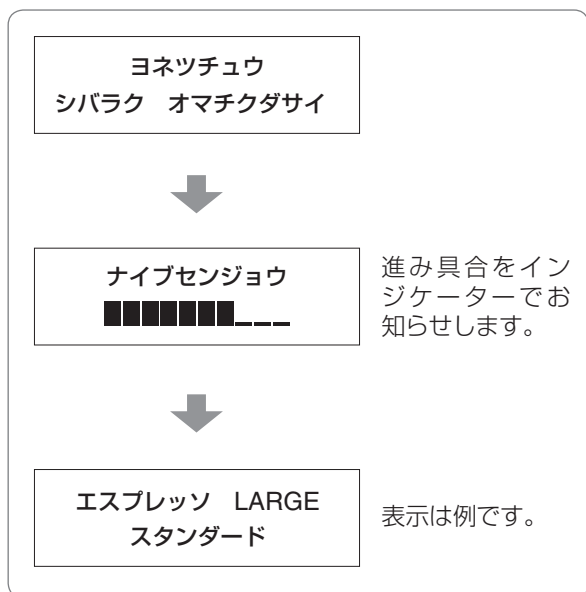 ヨネツチュウ
シバラク　オマチクダサイ
ナイブセンジョウ
進み具合をイン
ジケーターでお
知らせします。
エスプレッソ　LARGE
スタンダード
表示は例です。